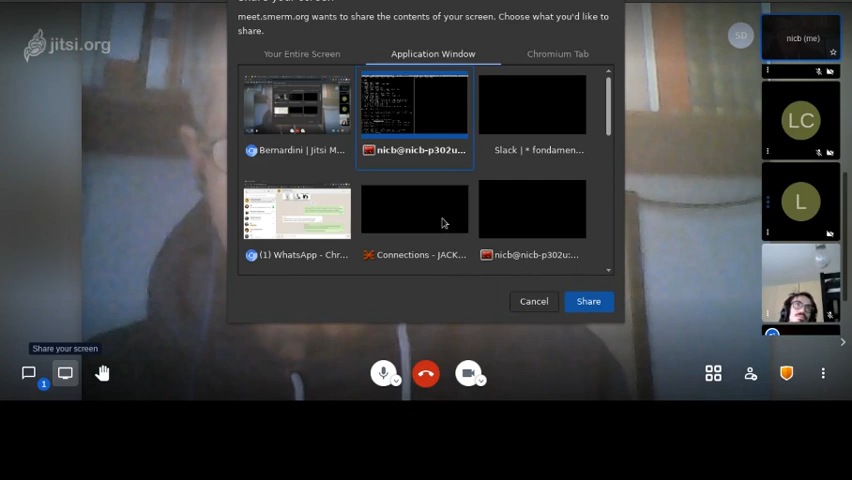 meet.smerm.org wants to share the contents of your screen. Choose what you'd like to
share.
Your Entire Screen
Application Window
Chromium Tab
jitsi.org
SD
nicb (me)
Bernardini | Jitsi M...
nicb@nicb-p302u...
Slack | * fondamen...
LC
L
(1) WhatsApp - Chr...
Connections - JACK...
nicb@nicb-p302u:...
Cancel
Share
Share your screen
1